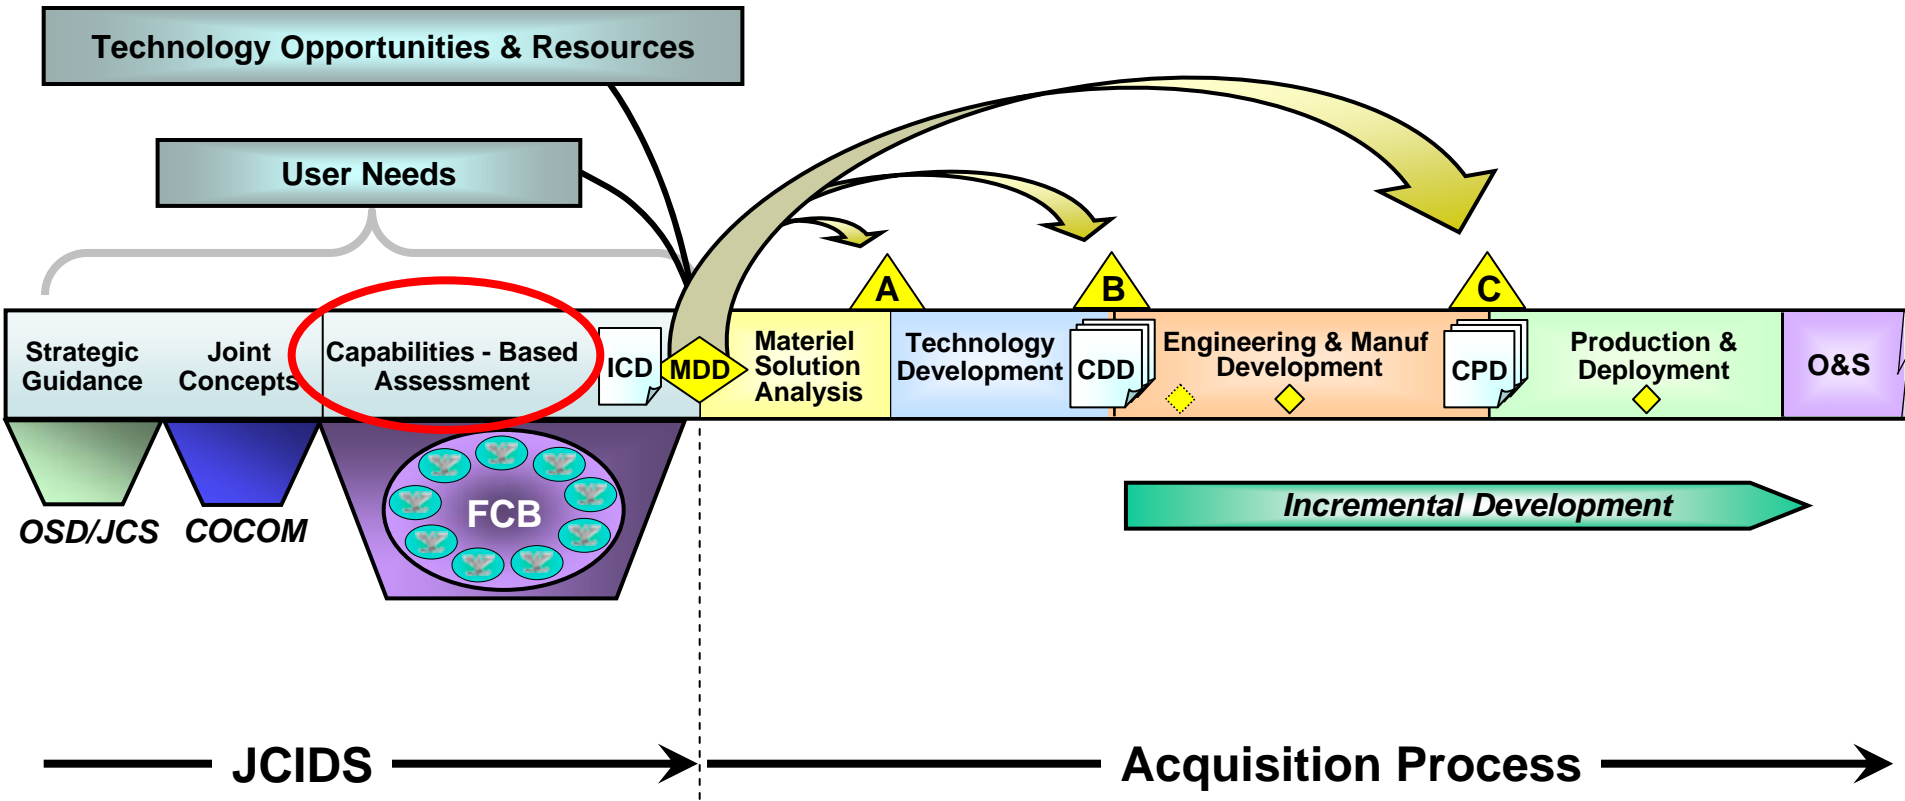 Technology Opportunities & Resources
User Needs
A
B
C
Strategic
Guidance
Joint
Concepts
Capabilities - Based
Assessment
ICD
MDD
Materiel
Solution
Analysis
Technology
Development
CDD
Engineering & Manuf
Development
CPD
Production &
Deployment
O&S
OSD/JCS
COCOM
FCB
Incremental Development
JCIDS
Acquisition Process